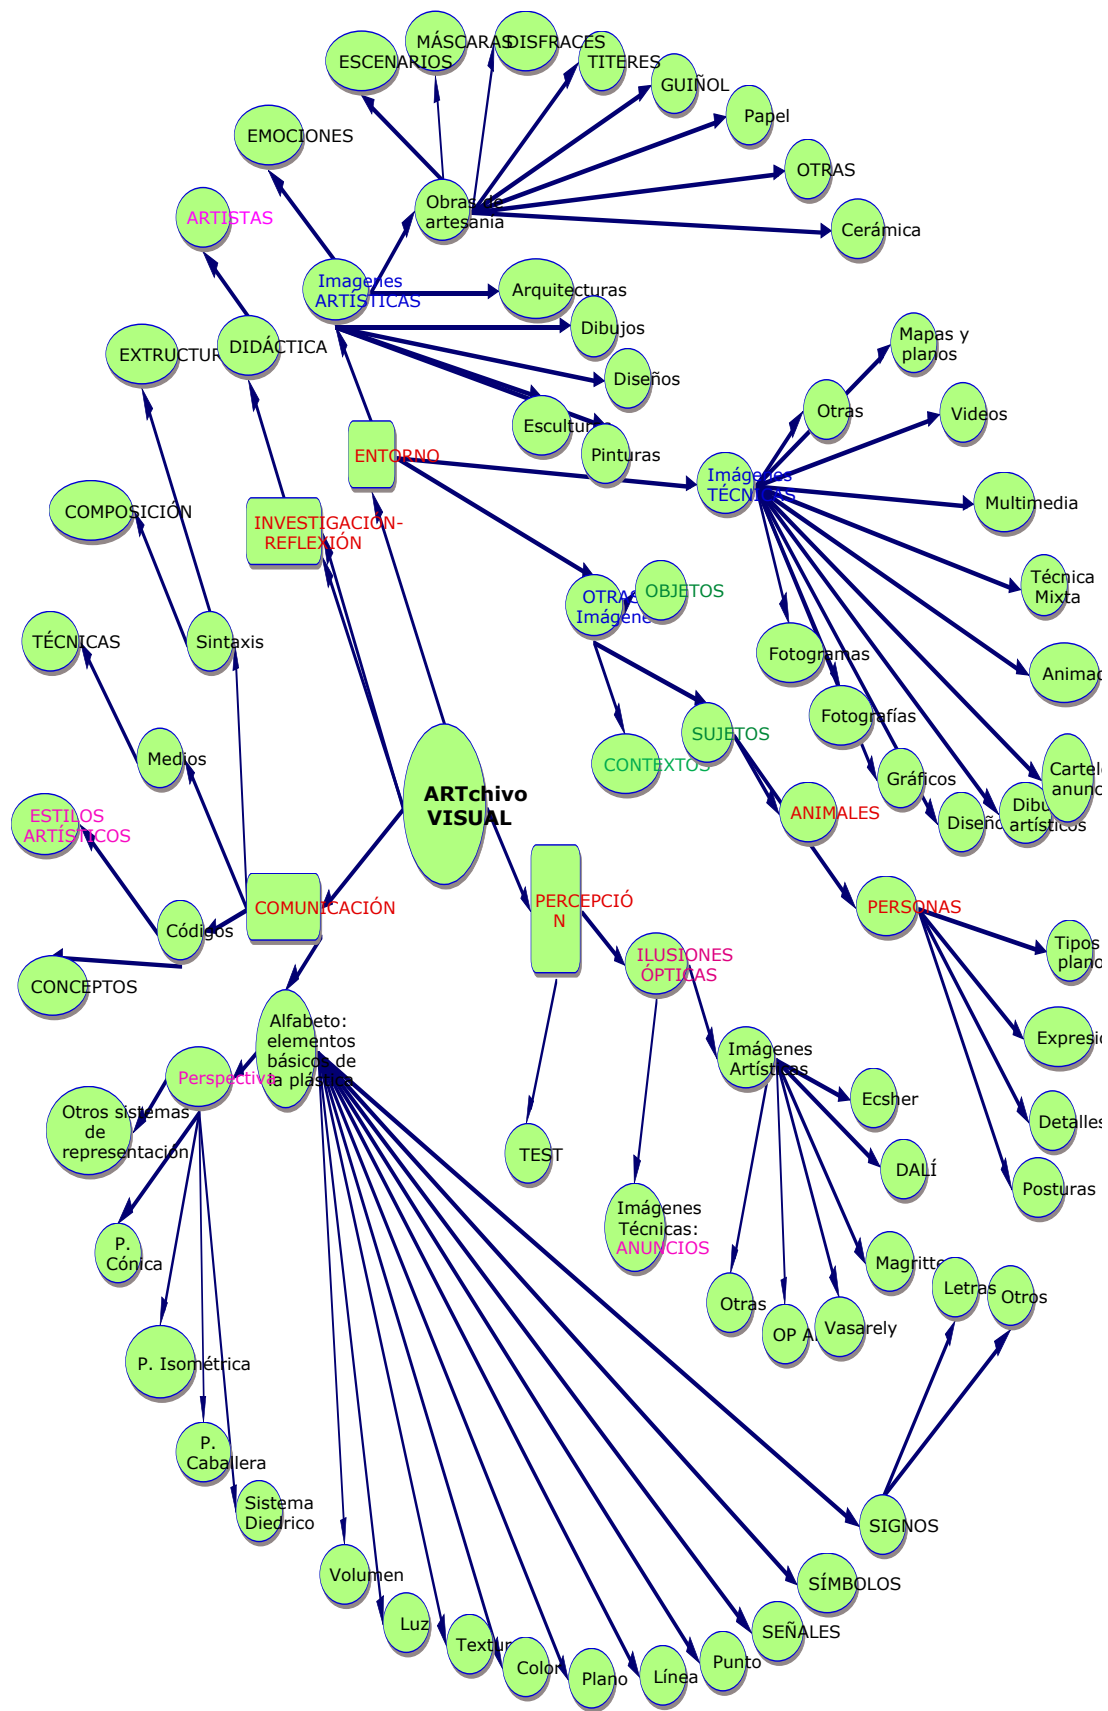 MÁSCARAS
DISFRACES
ESCENARIOS
TITERES
GUIÑOL
Papel
EMOCIONES
OTRAS
Obras de
artesanía
ARTISTAS
Cerámica
Imagenes
ARTÍSTICAS
Arquitecturas
Dibujos
Mapas y
planos
EXTRUCTUR
DIDÁCTICA
Diseños
Otras
Videos
Esculturas
Pinturas
ENTORNO
Imágenes
TÉCNICAS
Multimedia
COMPOSICIÓN
INVESTIGACIÓN-
REFLEXIÓN
Técnica
Mixta
OTRAS
Imágene
OBJETOS
TÉCNICAS
Sintaxis
Fotogramas
Animac
Fotografías
SUJETOS
Medios
CONTEXTOS
Gráficos
Cartele
anunc
ARTchivo
VISUAL
ESTILOS
ARTÍSTICOS
ANIMALES
Diseño
Dibu
artísticos
COMUNICACIÓN
PERCEPCIÓ
N
PERSONAS
Códigos
Tipos
plano
ILUSIONES
ÓPTICAS
CONCEPTOS
Alfabeto:
elementos
básicos de
la plástica
Expresio
Imágenes
Artísticas
Perspectiva
Ecsher
Otros sistemas
de
representación
Detalles
TEST
DALÍ
Posturas
Imágenes
Técnicas:
ANUNCIOS
P.
Cónica
Magritte
Letras
Otros
Otras
OP A
Vasarely
P. Isométrica
P.
Caballera
Sistema
Diedrico
SIGNOS
Volumen
SÍMBOLOS
Luz
SEÑALES
Textur
Color
Plano
Línea
Punto